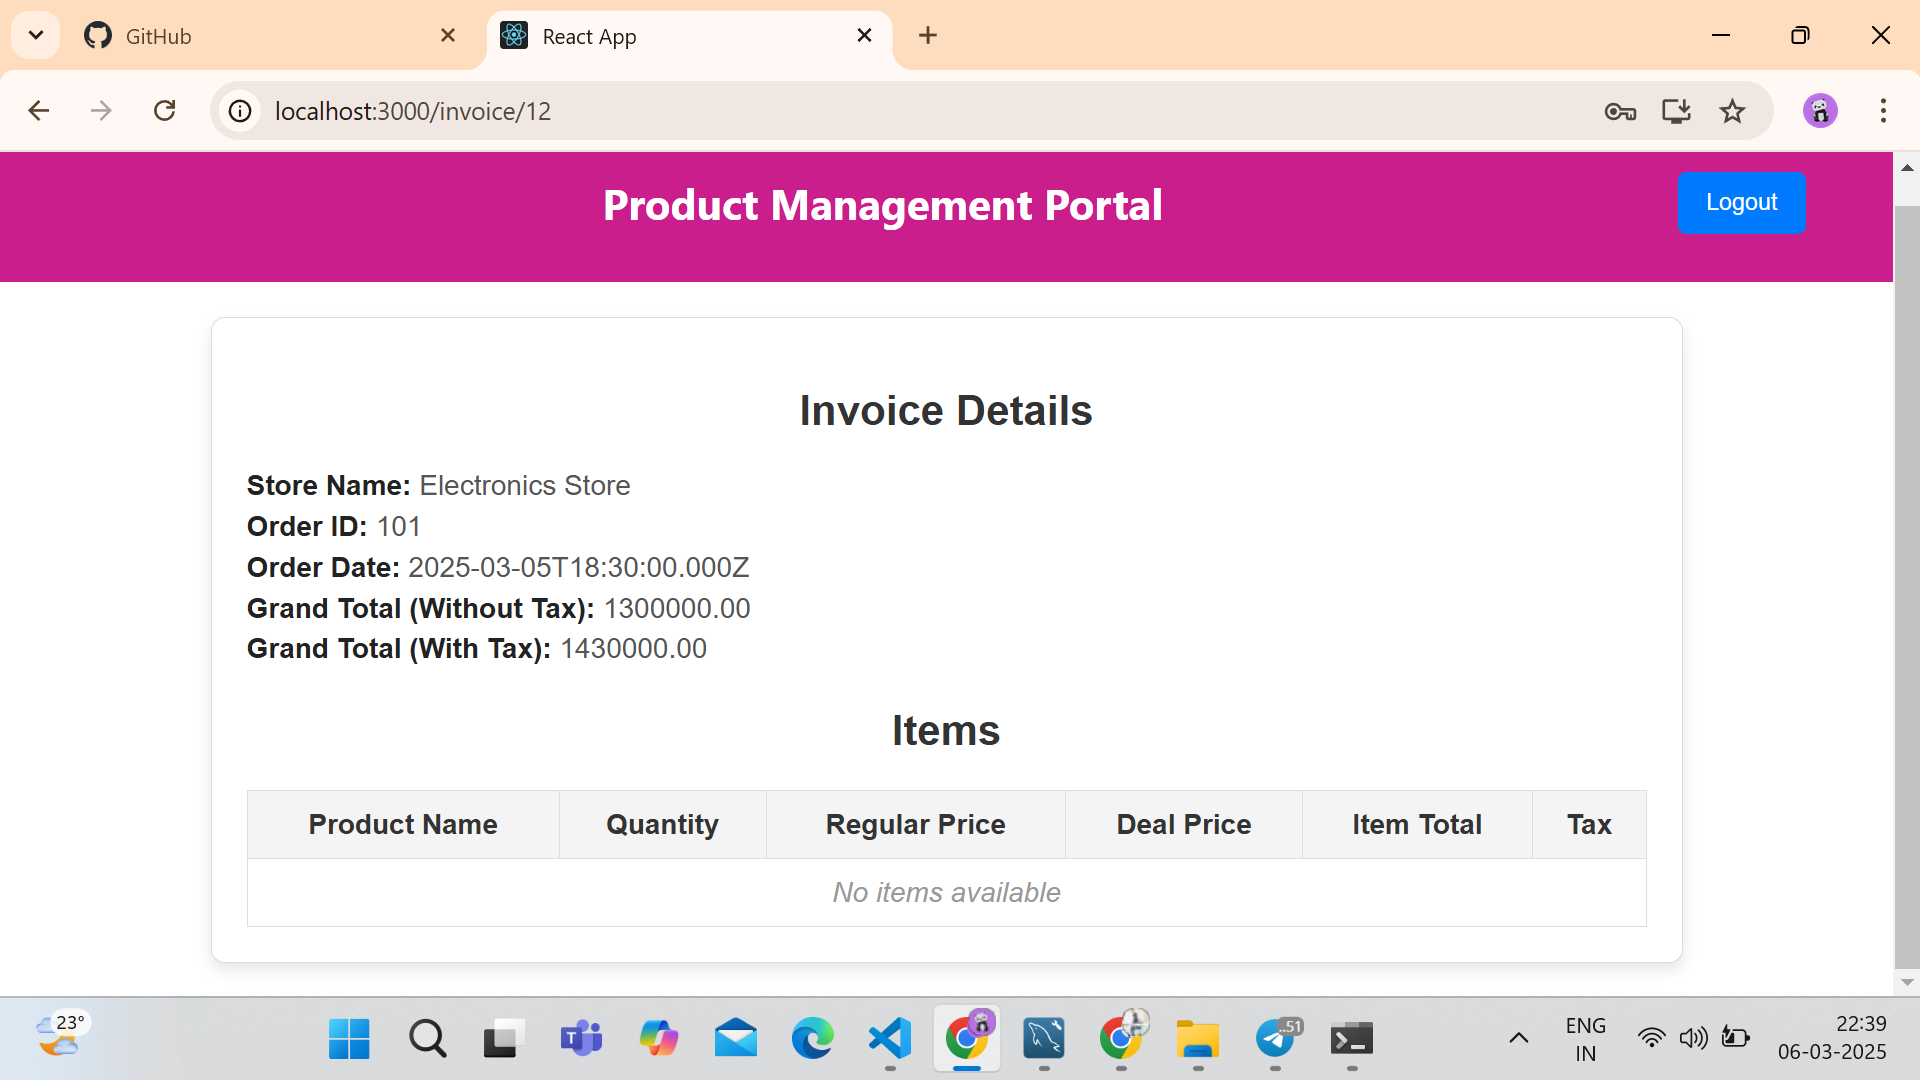 GitHub
React App
localhost:3000/invoice/12
Product Management Portal
Logout
Invoice Details
Store Name: Electronics Store
Order ID: 101
Order Date: 2025-03-05T18:30:00.000Z
Grand Total (Without Tax): 1300000.00
Grand Total (With Tax): 1430000.00
Items
Product Name Quantity Regular Price Deal Price Item Total Tax
No items available
23°
T
..51
ENG
IN
22:39
06-03-2025